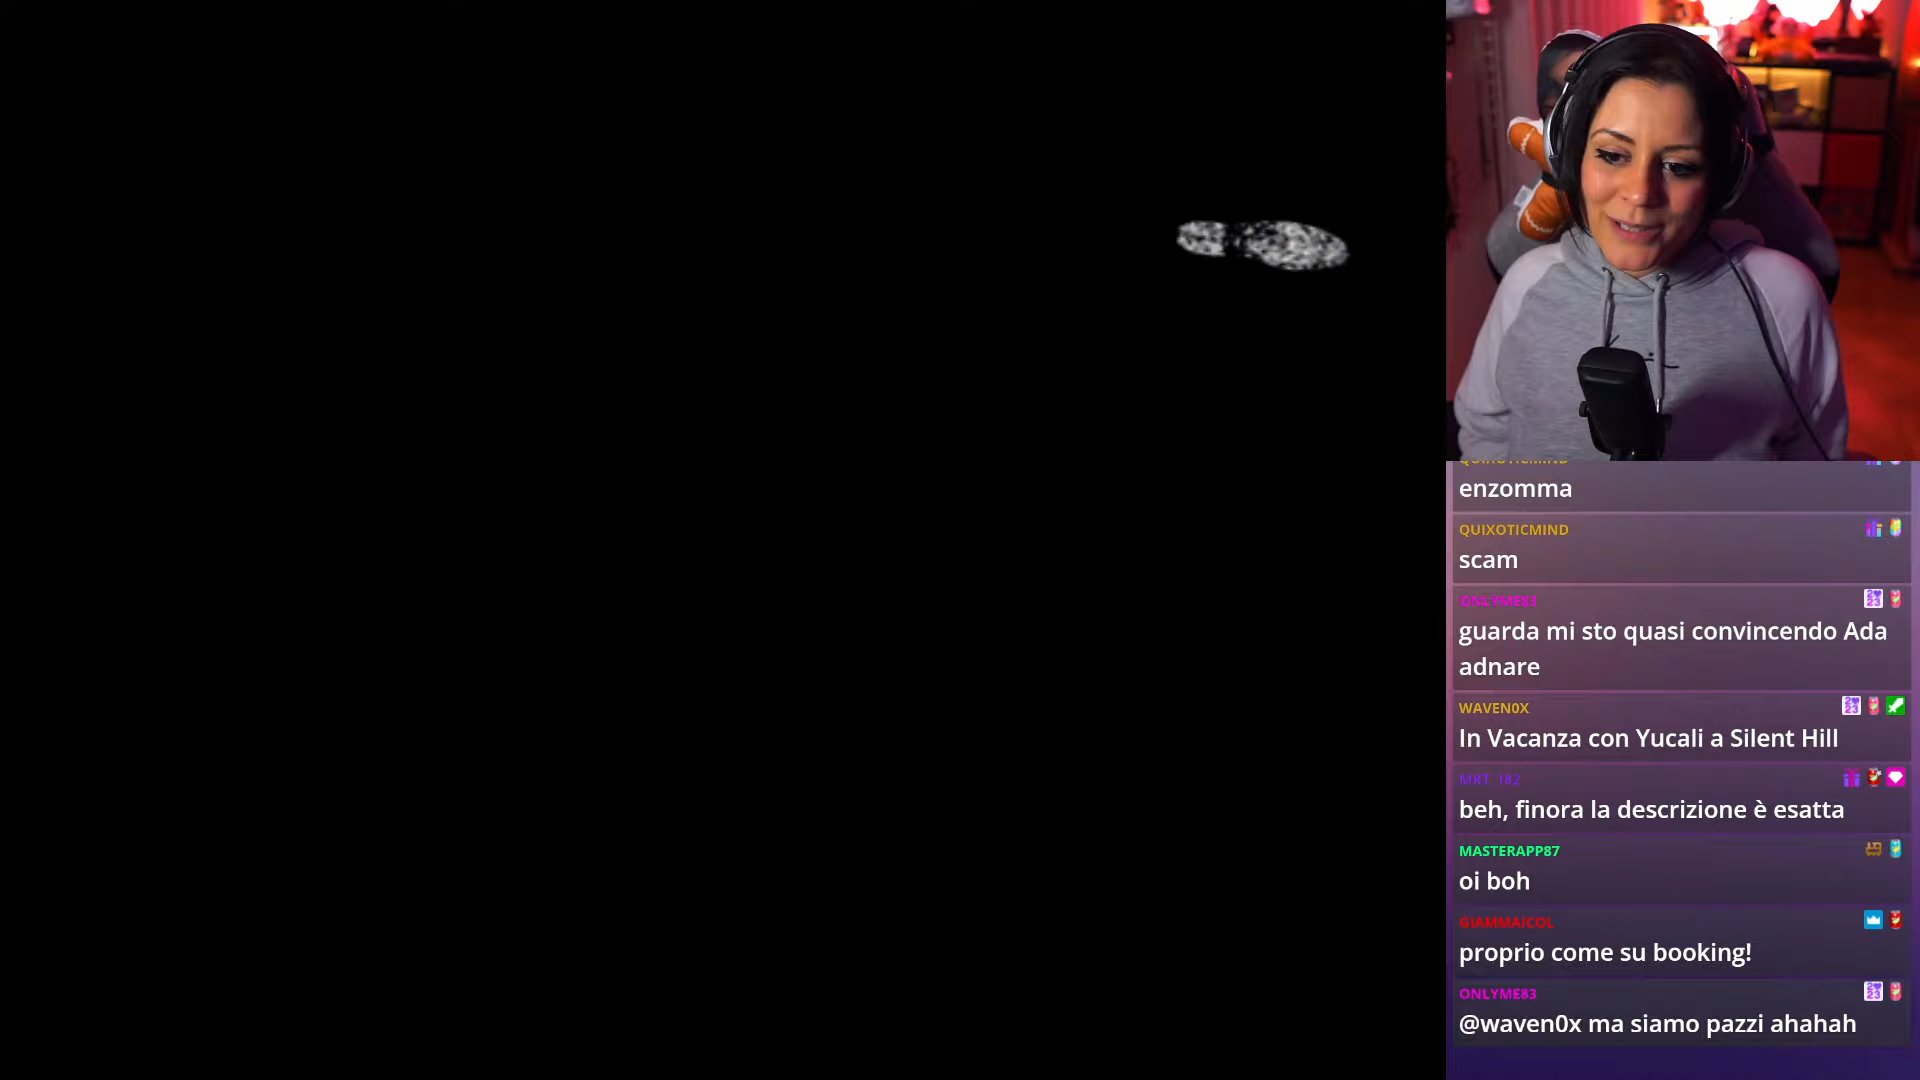 QUIXOTICMIND
enzomma
QUIXOTICMIND
scam
ONLYME83
guarda mi sto quasi convincendo Ada
adnare
WAVEN0X
In Vacanza con Yucali a Silent Hill
MRT_182
beh, finora la descrizione è esatta
MASTERAPP87
oi boh
GIAMMAICOL
proprio come su booking!
ONLYME83
@waven0x ma siamo pazzi ahahah